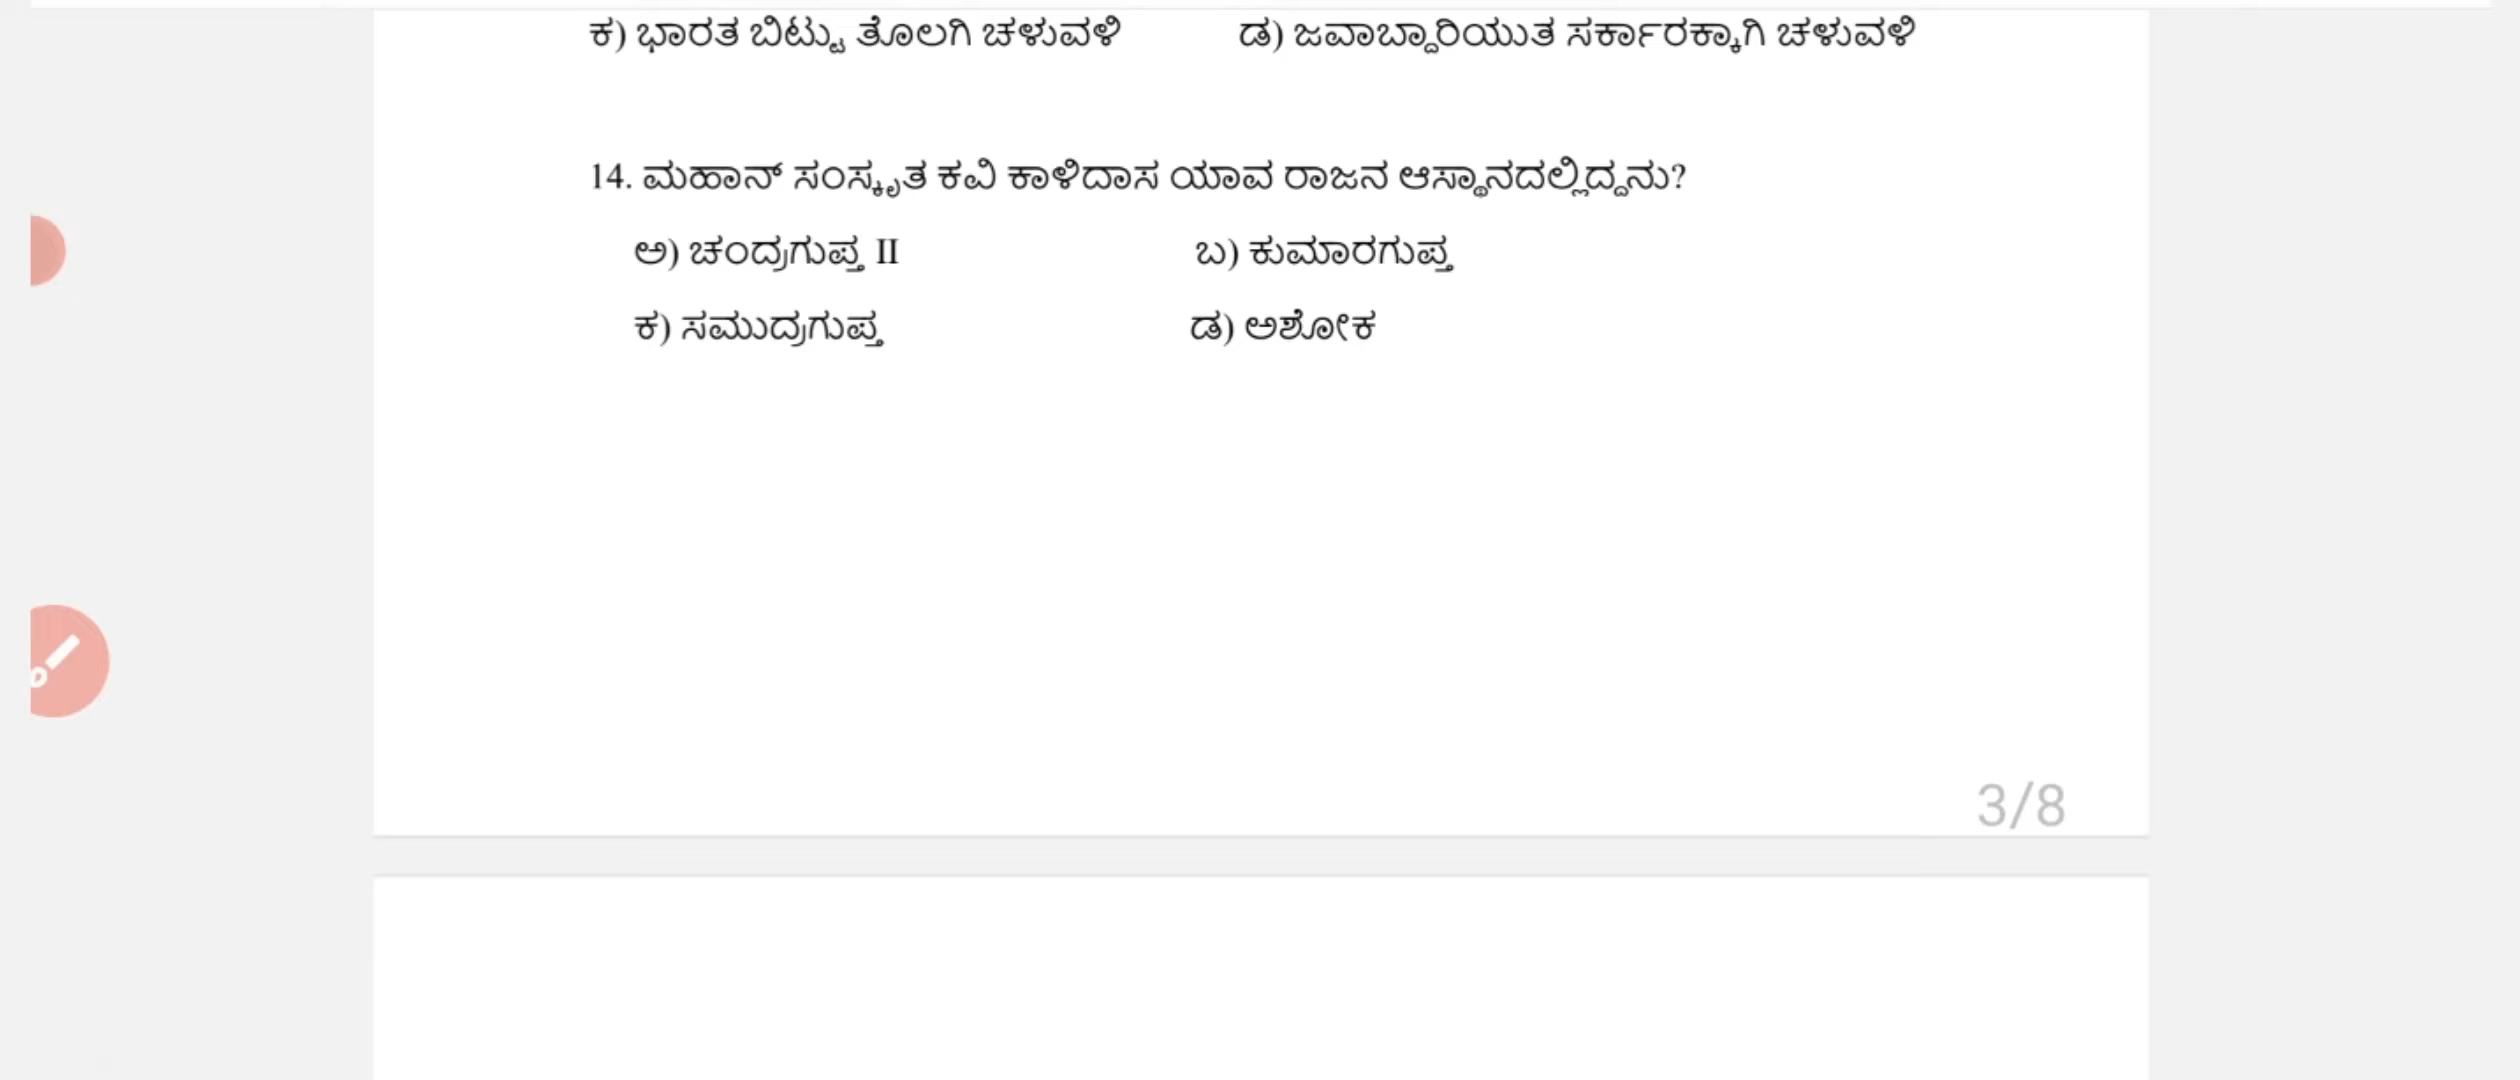 ಕ) ಭಾರತ ಬಿಟ್ಟು ತೊಲಗಿ ಚಳುವಳಿ ಡ) ಜವಾಬ್ದಾರಿಯುತ ಸರ್ಕಾರಕ್ಕಾಗಿ ಚಳುವಳಿ
14. ಮಹಾನ್ ಸಂಸ್ಕೃತ ಕವಿ ಕಾಳಿದಾಸ ಯಾವ ರಾಜನ ಆಸ್ಥಾನದಲ್ಲಿದ್ದನು?
ಅ) ಚಂದ್ರಗುಪ್ತ II ಬ) ಕುಮಾರಗುಪ್ತ
ಕ) ಸಮುದ್ರಗುಪ್ತ ಡ) ಅಶೋಕ
3/8